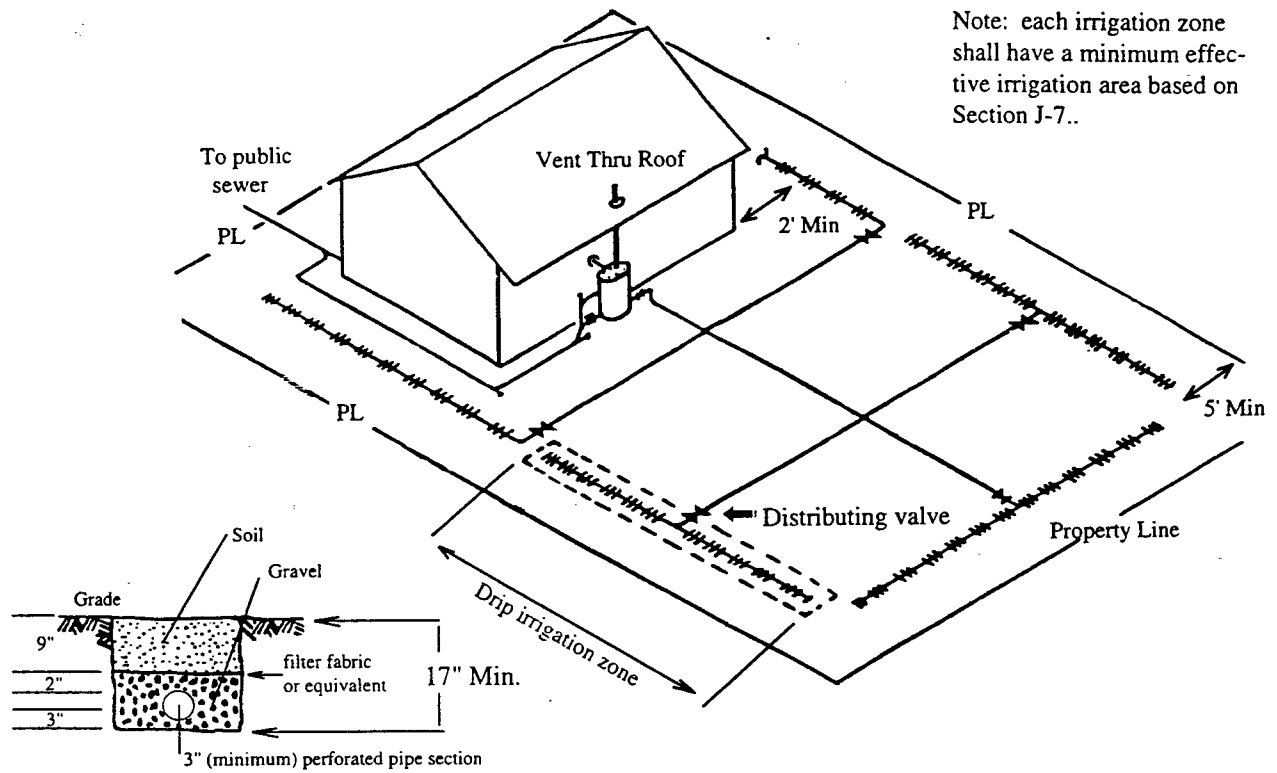 Note: each irrigation zone
shall have a minimum effec-
tive irrigation area based on
Section J-7..
To public
sewer
Vent Thru Roof
PL
2' Min
PL
PL
5' Min
Distributing valve
Property Line
Drip irrigation zone
Soil
Gravel
Grade
9"
2"
3"
filter fabric
or equivalent
17" Min.
3" (minimum) perforated pipe section